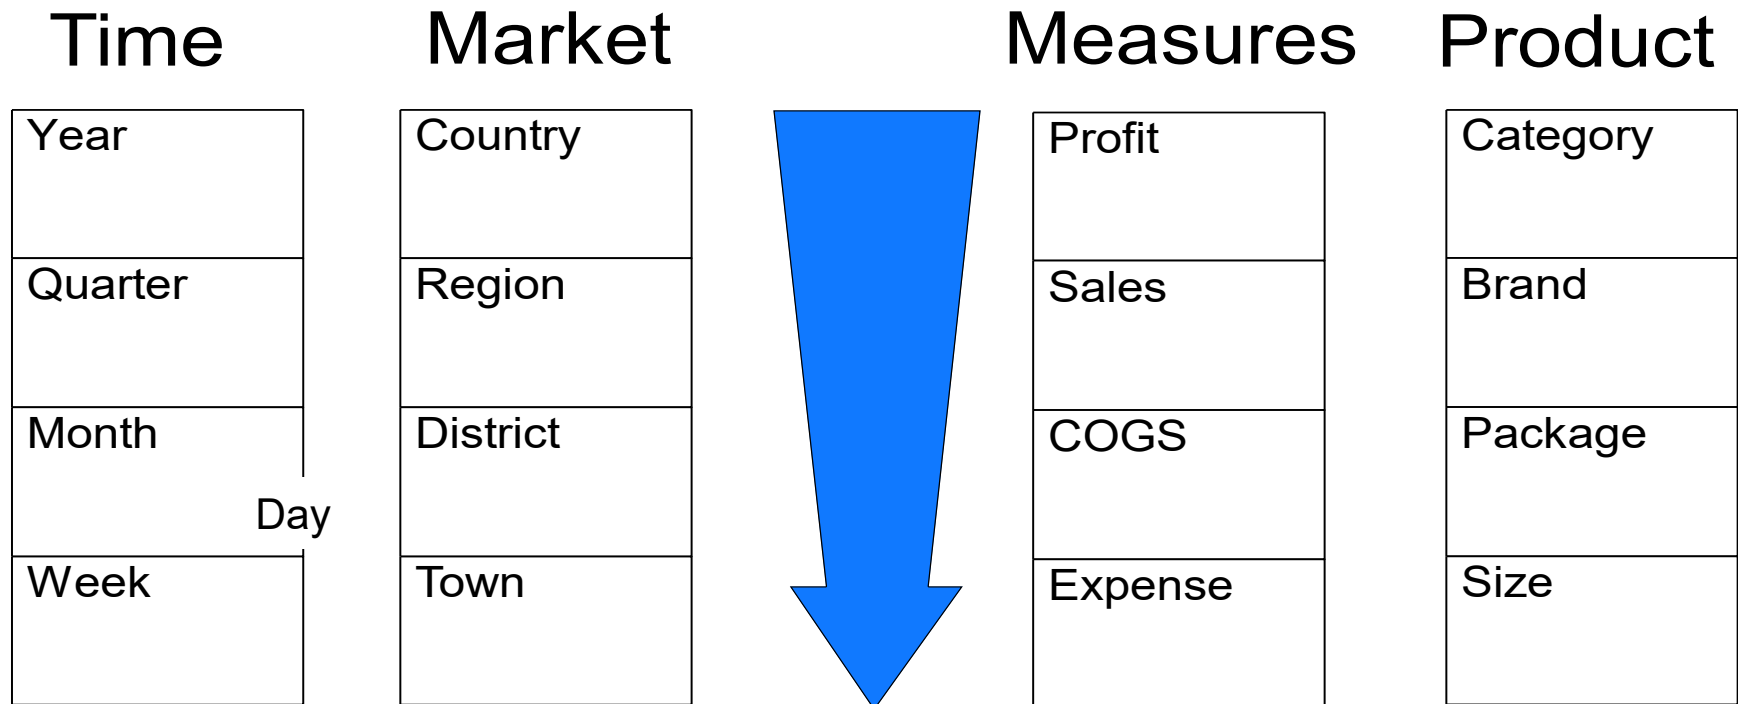 Time
Market
Measures
Product
Year
Quarter
Month
Day
Week
Country
Region
District
Town
Profit
Sales
COGS
Expense
Category
Brand
Package
Size